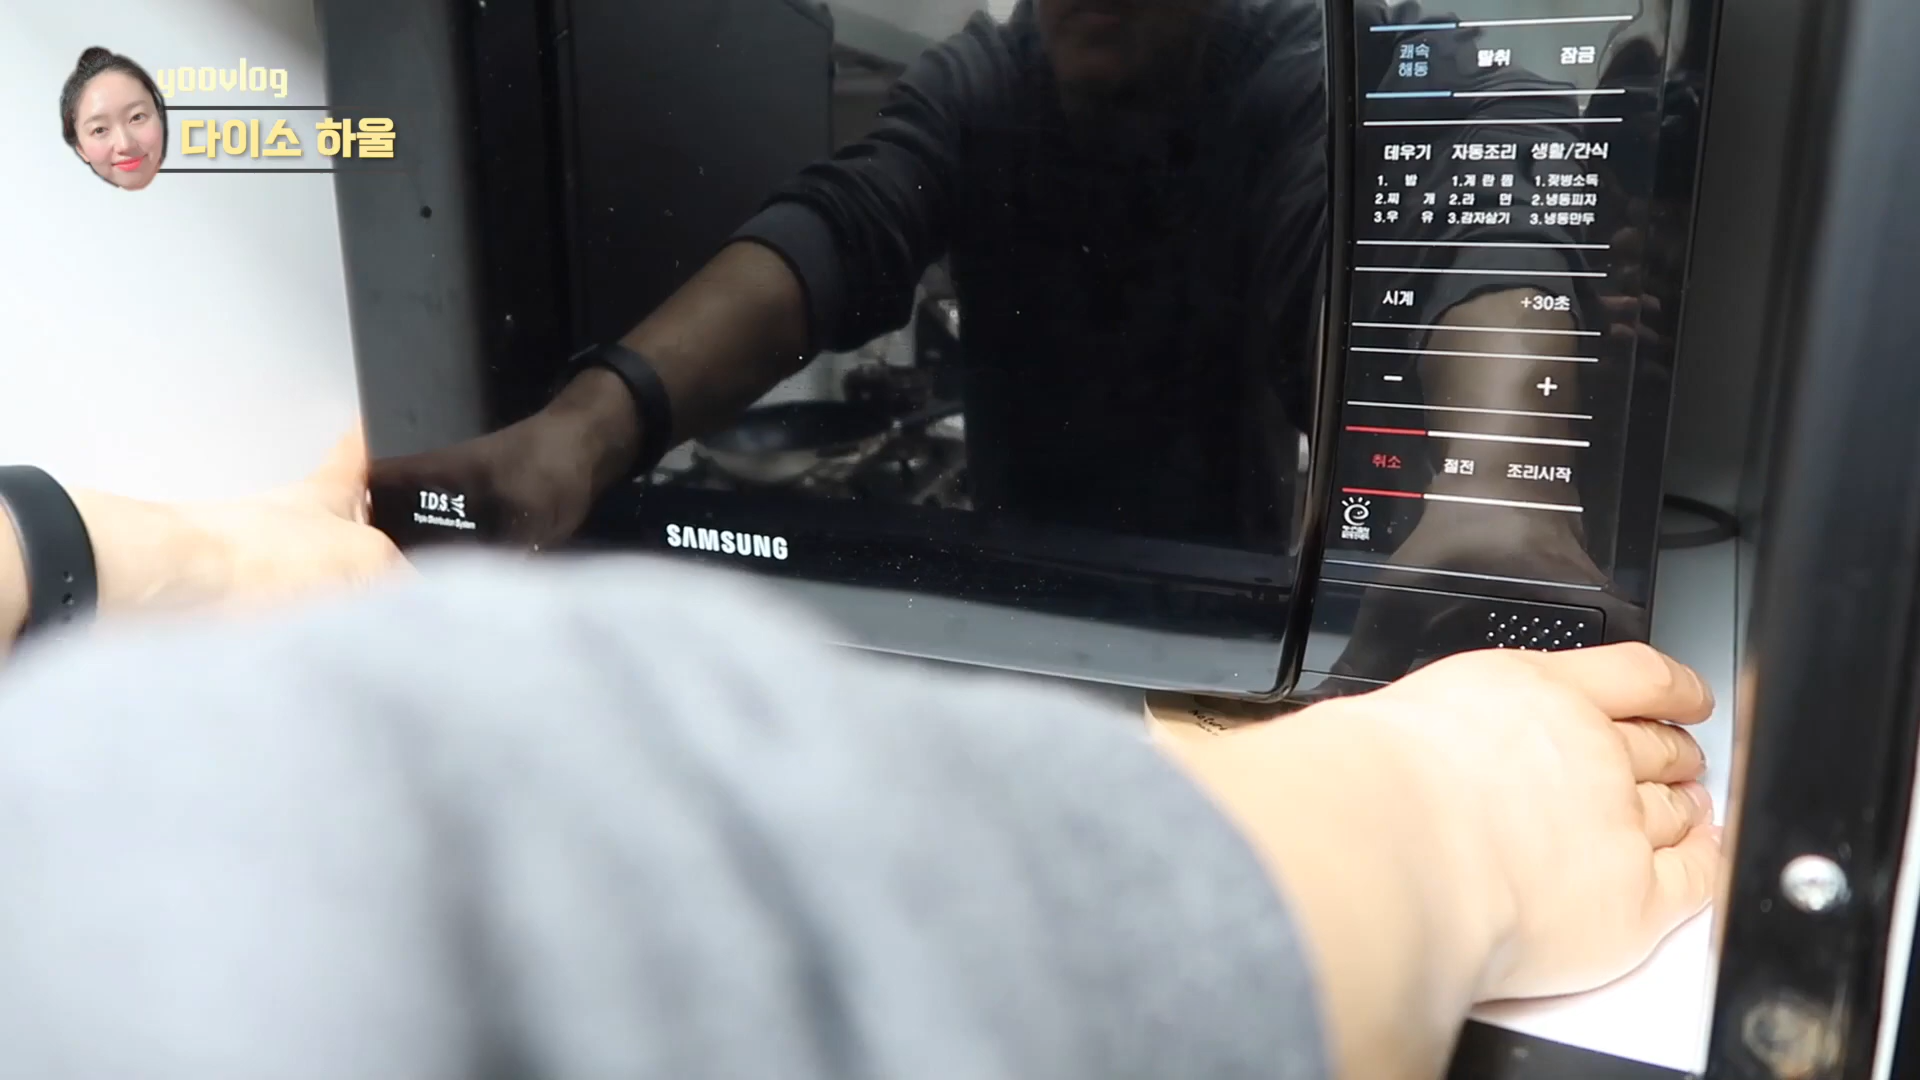 yoovlog
다이소 하울
쾌속
해동
탈취 잠금
데우기 자동조리 생활/간식
1. 밥 1.계 란 찜 1.젖병소독
2.찌 개 2.라 면 2.냉동피자
3.우 유 3.감자삶기 3.냉동만두
시계 +30초
− +
취소 절전 조리시작
T.D.S.
Triple Distribution System
SAMSUNG
e